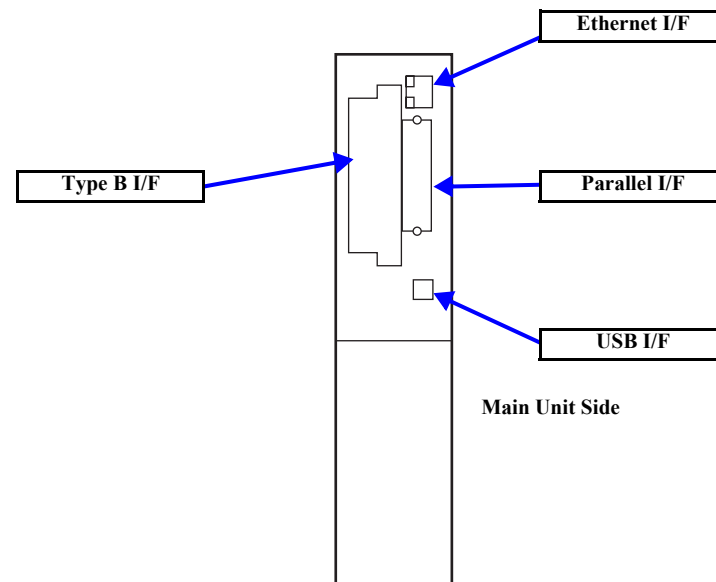 Ethernet I/F
Type B I/F
Parallel I/F
USB I/F
Main Unit Side